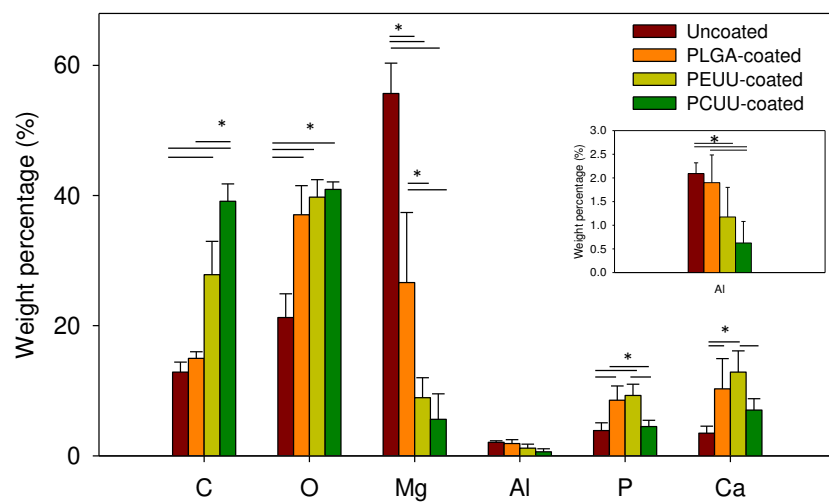 Uncoated
PLGA-coated
PEUU-coated
PCUU-coated
Weight percentage (%)
60
40
20
0
*
*
*
*
*
*
C O Mg Al P Ca
Weight percentage (%)
3.0
2.5
2.0
1.5
1.0
0.5
0.0
*
Al